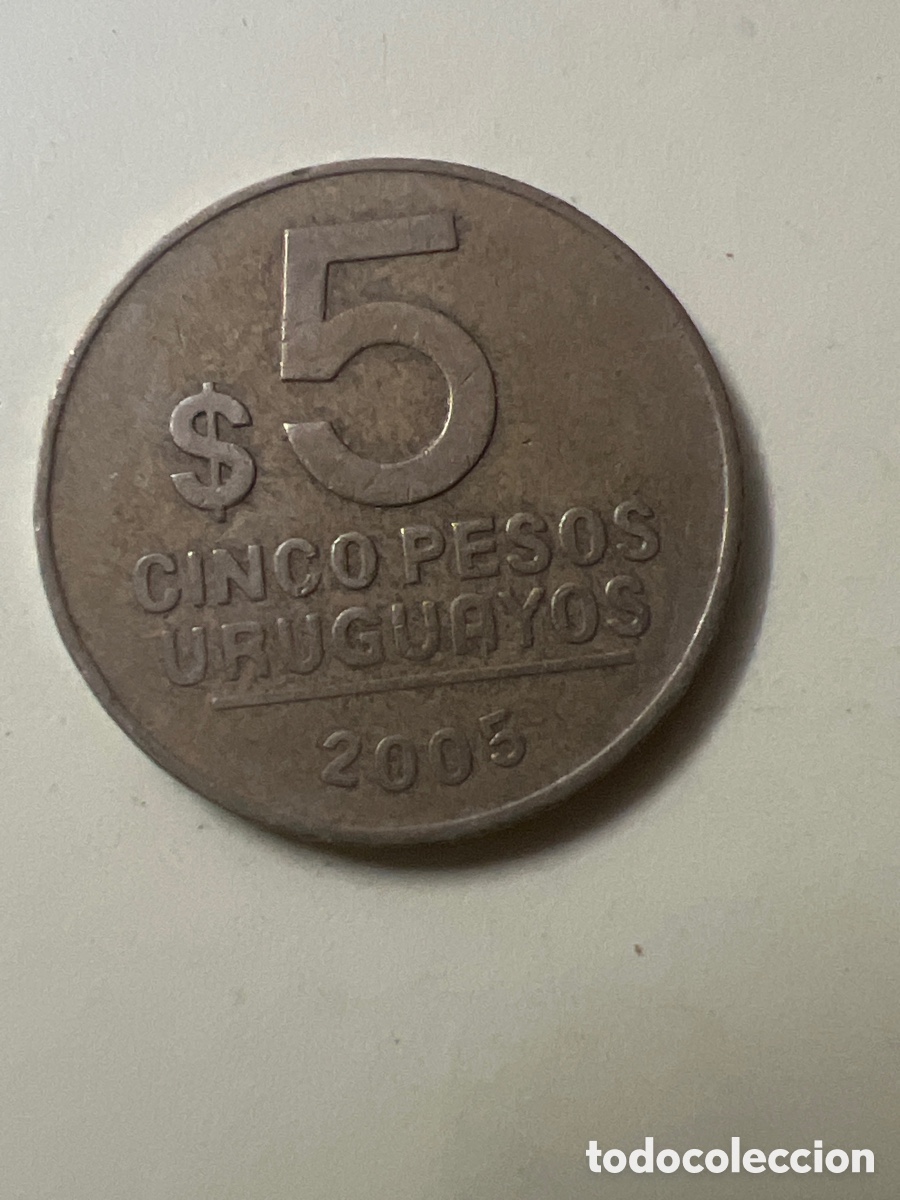 $ 5
CINCO PESOS
URUGUAYOS
2005
todocoleccion